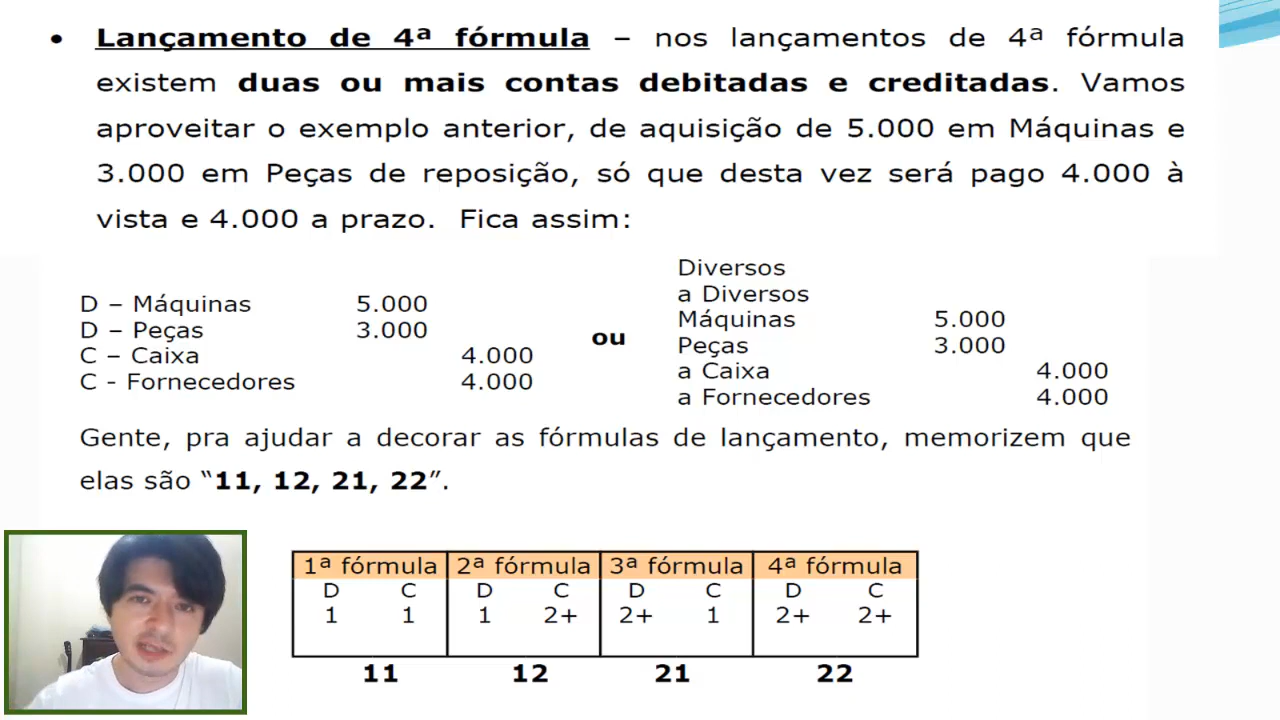 • Lançamento de 4ª fórmula – nos lançamentos de 4ª fórmula
existem duas ou mais contas debitadas e creditadas. Vamos
aproveitar o exemplo anterior, de aquisição de 5.000 em Máquinas e
3.000 em Peças de reposição, só que desta vez será pago 4.000 à
vista e 4.000 a prazo. Fica assim:
D – Máquinas 5.000
D – Peças 3.000
C – Caixa 4.000
C - Fornecedores 4.000
ou
Diversos
a Diversos
Máquinas 5.000
Peças 3.000
a Caixa 4.000
a Fornecedores 4.000
Gente, pra ajudar a decorar as fórmulas de lançamento, memorizem que
elas são “11, 12, 21, 22”.
1ª fórmula 2ª fórmula 3ª fórmula 4ª fórmula
D C D C D C D C
1 1 1 2+ 2+ 1 2+ 2+
11 12 21 22